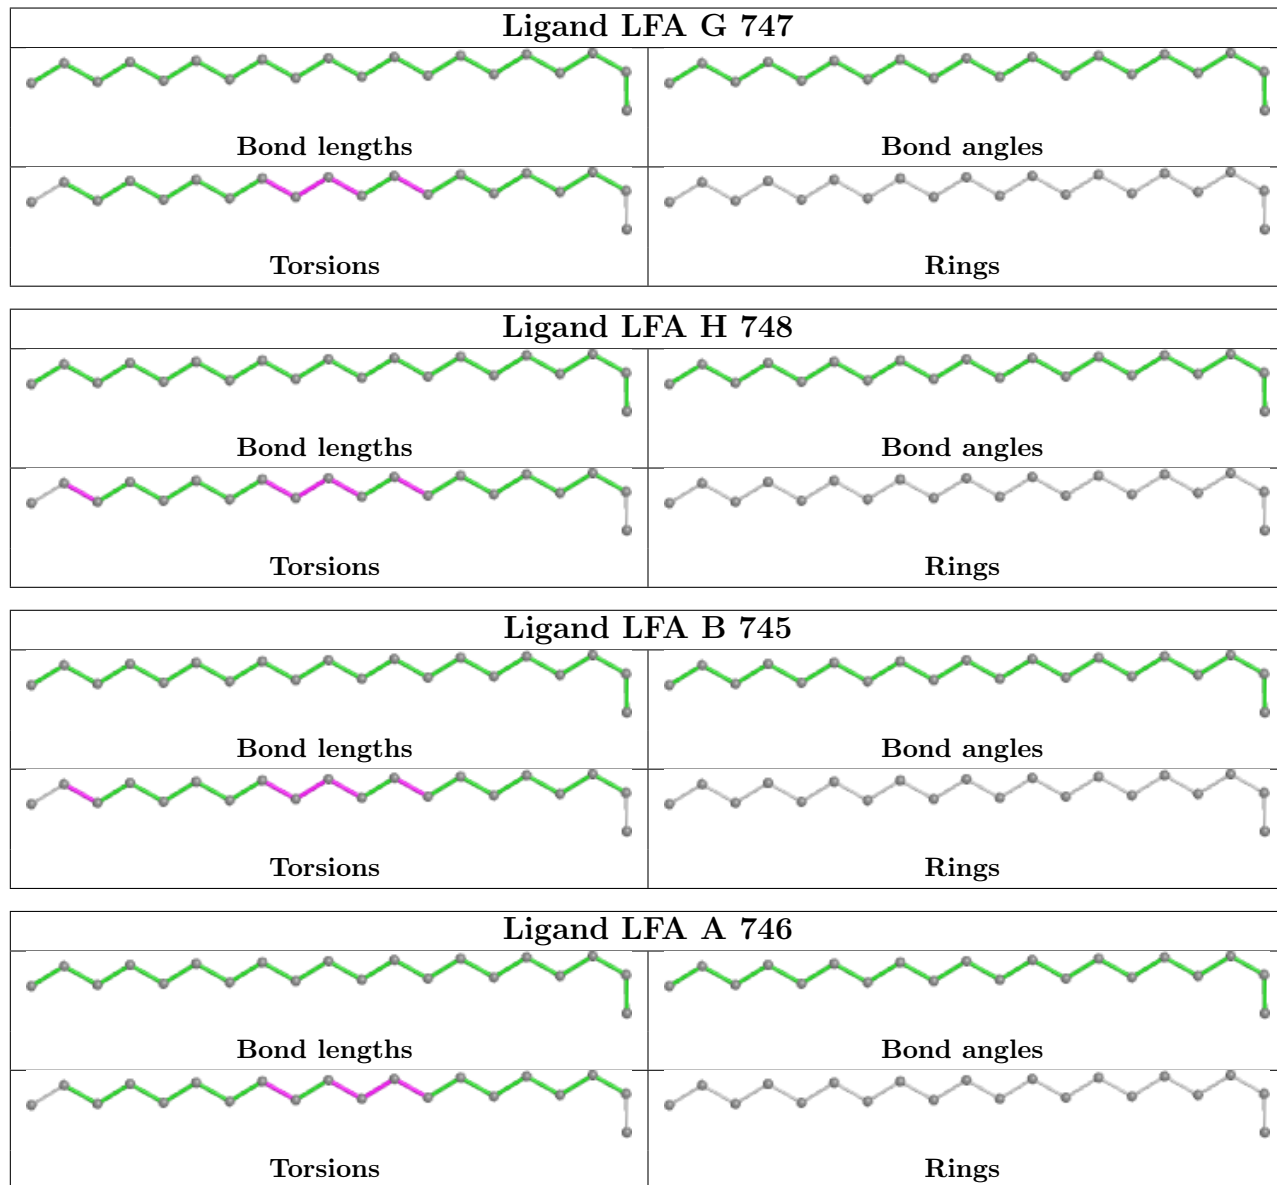 Ligand LFA G 747
Bond lengths
Bond angles
Torsions
Rings
Ligand LFA H 748
Bond lengths
Bond angles
Torsions
Rings
Ligand LFA B 745
Bond lengths
Bond angles
Torsions
Rings
Ligand LFA A 746
Bond lengths
Bond angles
Torsions
Rings